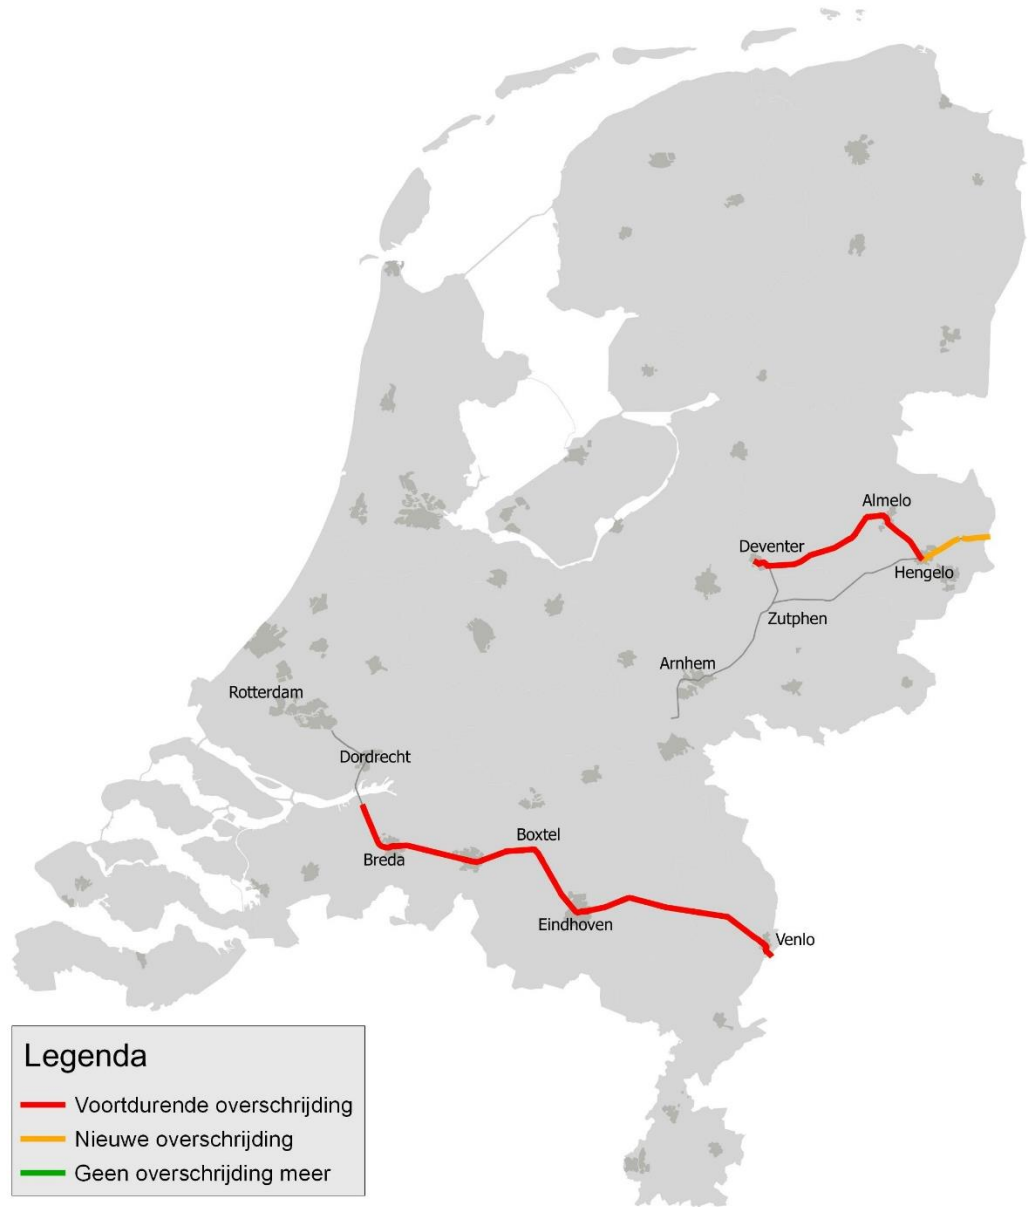 Almelo
Deventer
Hengelo
Zutphen
Arnhem
Rotterdam
Dordrecht
Boxtel
Breda
Eindhoven
Venlo
Legenda
Voortdurende overschrijding
Nieuwe overschrijding
Geen overschrijding meer